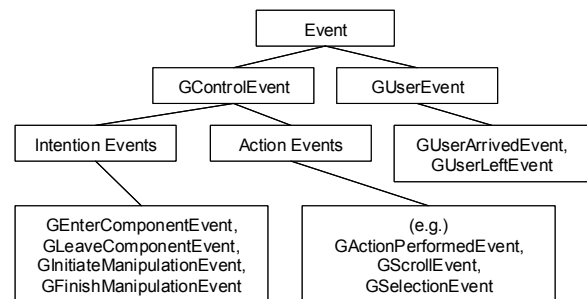 Event
GControlEvent
GUserEvent
Intention Events
Action Events
GUserArrivedEvent,
GUserLeftEvent
GEnterComponentEvent,
GLeaveComponentEvent,
GInitiateManipulationEvent,
GFinishManipulationEvent
(e.g.)
GActionPerformedEvent,
GScrollEvent,
GSelectionEvent